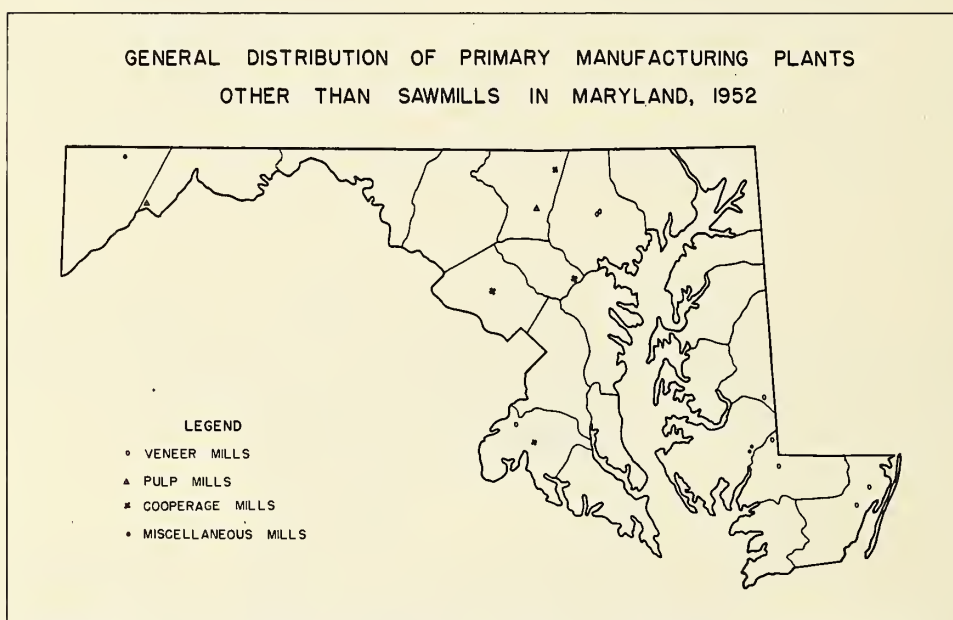 GENERAL DISTRIBUTION OF PRIMARY MANUFACTURING PLANTS
OTHER THAN SAWMILLS IN MARYLAND, 1952
LEGEND
VENEER MILLS
PULP MILLS
COOPERAGE MILLS
MISCELLANEOUS MILLS